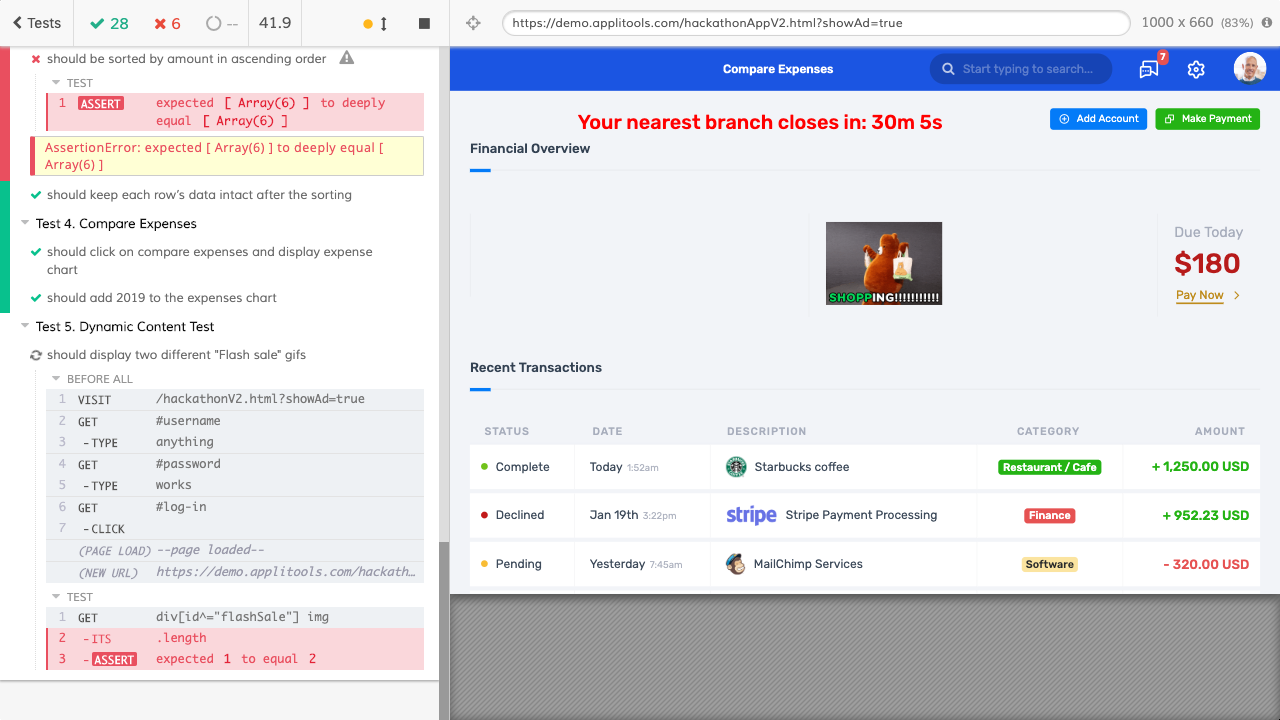 Tests 28 6 -- 41.9
should be sorted by amount in ascending order
TEST
1 ASSERT expected [ Array(6) ] to deeply
equal [ Array(6) ]
AssertionError: expected [ Array(6) ] to deeply equal [
Array(6) ]
should keep each row's data intact after the sorting
Test 4. Compare Expenses
should click on compare expenses and display expense
chart
should add 2019 to the expenses chart
Test 5. Dynamic Content Test
should display two different "Flash sale" gifs
BEFORE ALL
1 VISIT /hackathonV2.html?showAd=true
2 GET #username
3 -TYPE anything
4 GET #password
5 -TYPE works
6 GET #log-in
7 -CLICK
(PAGE LOAD) --page loaded--
(NEW URL) https://demo.applitools.com/hackath…
TEST
1 GET div[id^="flashSale"] img
2 -ITS .length
3 -ASSERT expected 1 to equal 2
https://demo.applitools.com/hackathonAppV2.html?showAd=true 1000 x 660 (83%)
Compare Expenses Start typing to search... 7
Your nearest branch closes in: 30m 5s Add Account Make Payment
Financial Overview
SHOPPING!!!!!!!!!!!
Due Today
$180
Pay Now
Recent Transactions
STATUS DATE DESCRIPTION CATEGORY AMOUNT
Complete Today 1:52am Starbucks coffee Restaurant / Cafe + 1,250.00 USD
Declined Jan 19th 3:22pm stripe Stripe Payment Processing Finance + 952.23 USD
Pending Yesterday 7:45am MailChimp Services Software - 320.00 USD